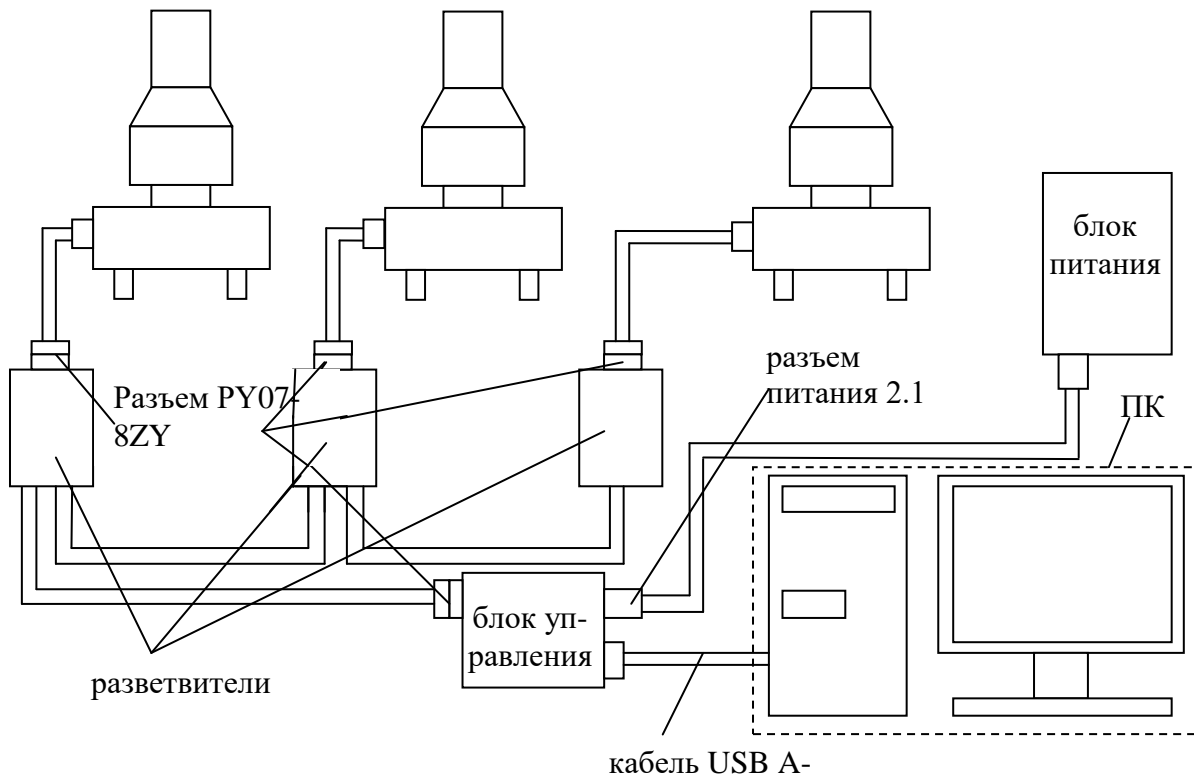 блок
питания
разъем
питания 2.1
Разъем PY07-
8ZY
ПК
блок уп-
равления
разветвители
кабель USB A-